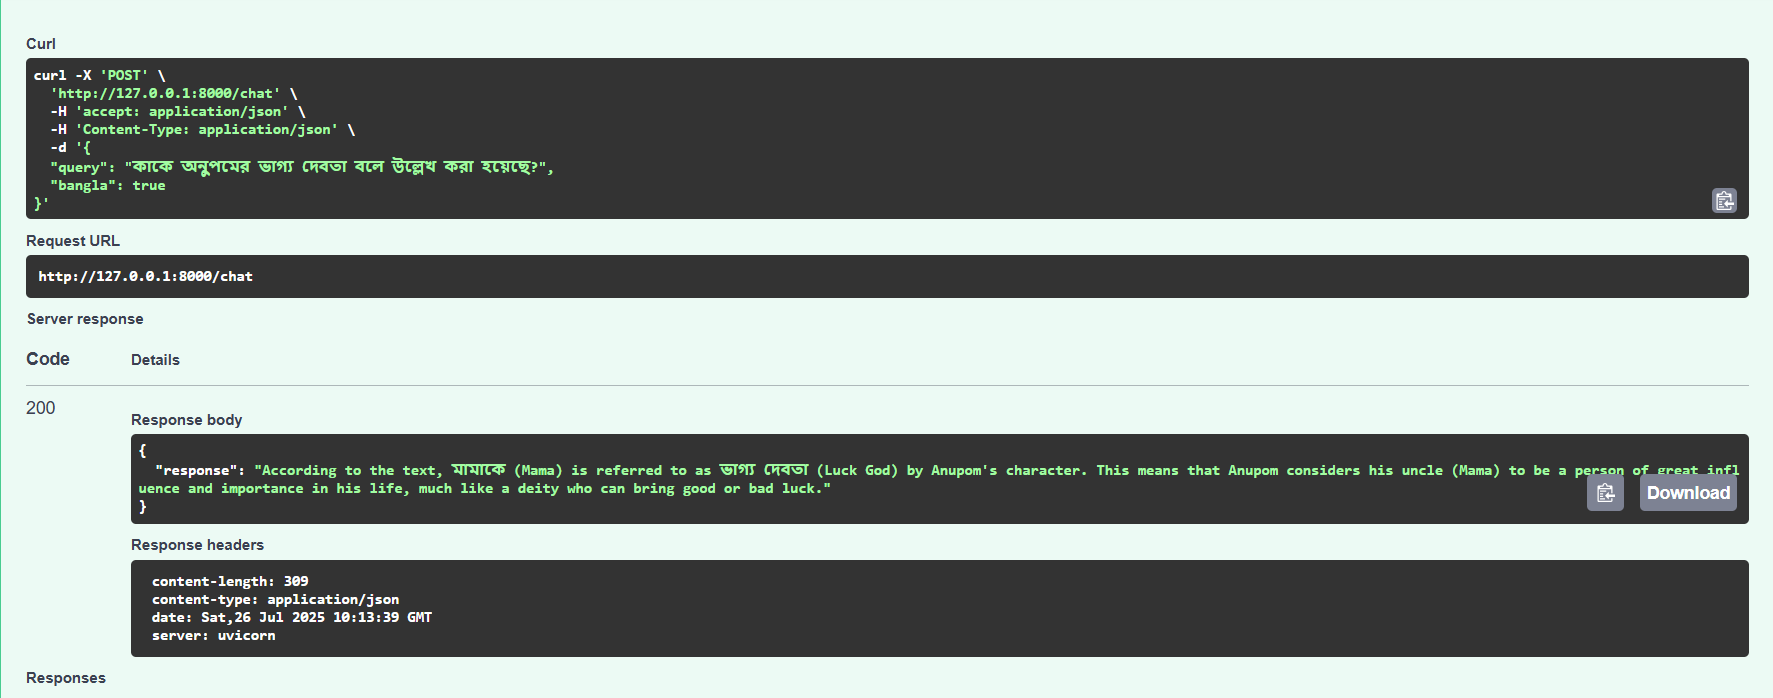 Curl
curl -X 'POST' \
'http://127.0.0.1:8000/chat' \
-H 'accept: application/json' \
-H 'Content-Type: application/json' \
-d '{
"query": "কাকে অনুপমের ভাগ্য দেবতা বলে উল্লেখ করা হয়েছে?",
"bangla": true
}'
Request URL
http://127.0.0.1:8000/chat
Server response
Code Details
200
Response body
{
"response": "According to the text, মামাকে (Mama) is referred to as ভাগ্য দেবতা (Luck God) by Anupom's character. This means that Anupom considers his uncle (Mama) to be a person of great infl
uence and importance in his life, much like a deity who can bring good or bad luck."
}
Download
Response headers
content-length: 309
content-type: application/json
date: Sat,26 Jul 2025 10:13:39 GMT
server: uvicorn
Responses